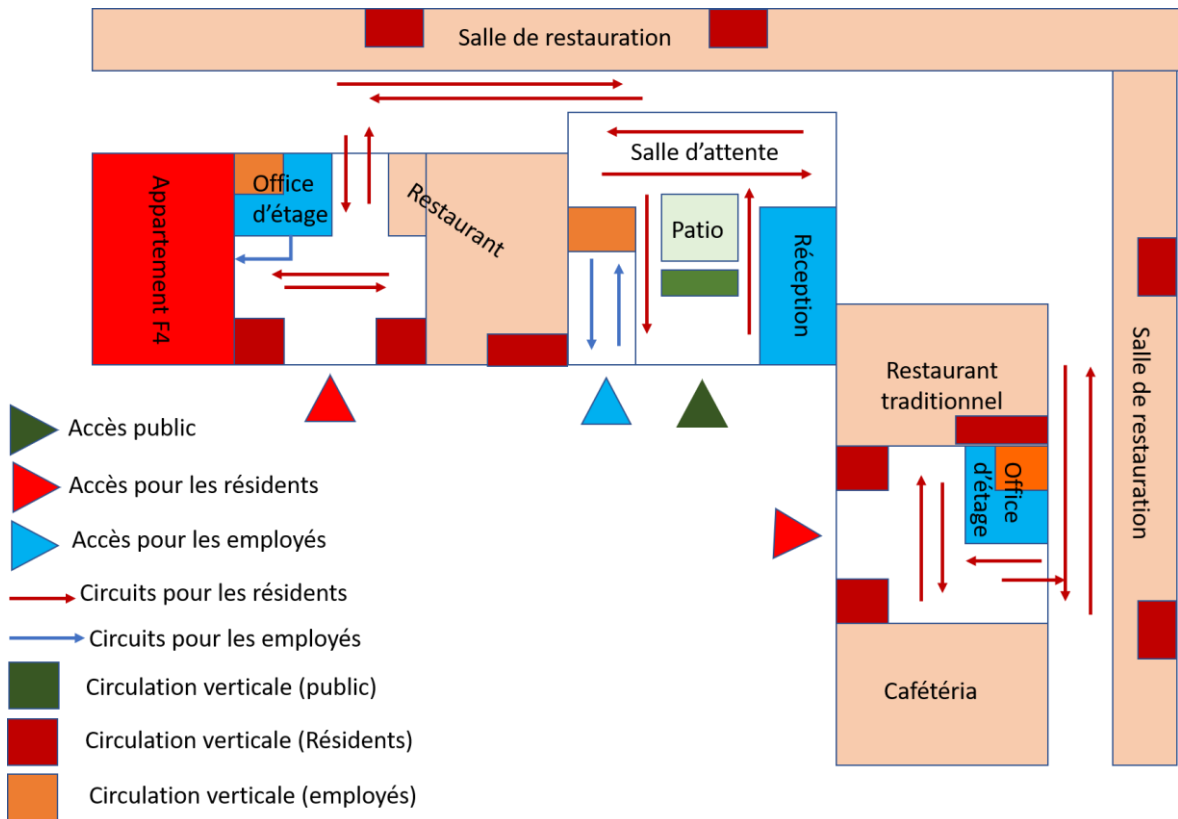 Salle de restauration
Salle d'attente
Office
d'étage
Restaurant
Patio
Appartement F4
Réception
Restaurant
traditionnel
Salle de restauration
Office
d'étage
Cafétéria
Accès public
Accès pour les résidents
Accès pour les employés
Circuits pour les résidents
Circuits pour les employés
Circulation verticale (public)
Circulation verticale (Résidents)
Circulation verticale (employés)